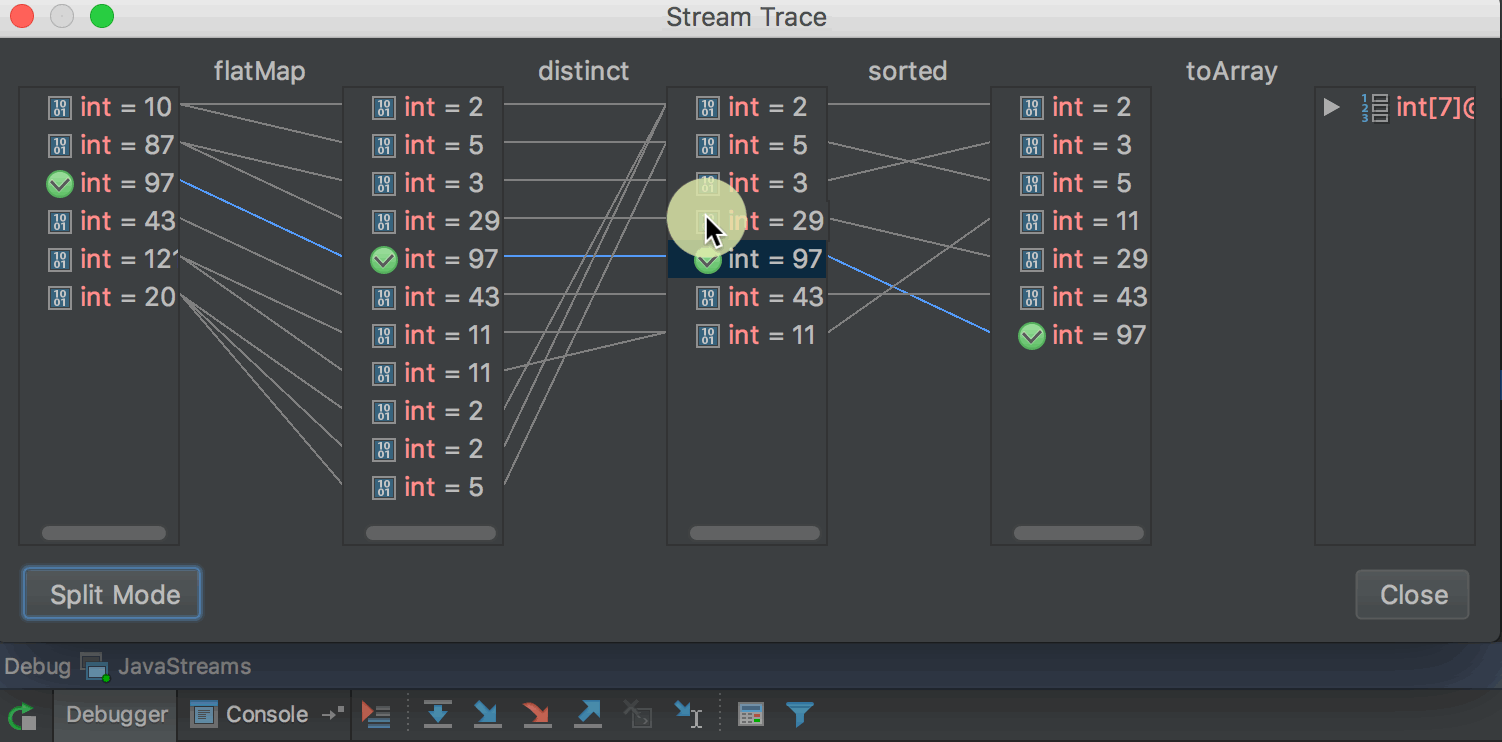 Stream Trace
flatMap distinct sorted toArray
int = 10 int = 2 int = 2 int = 2 int[7]@
int = 87 int = 5 int = 5 int = 3
int = 97 int = 3 int = 3 int = 5
int = 43 int = 29 int = 29 int = 11
int = 12 int = 97 int = 97 int = 29
int = 20 int = 43 int = 43 int = 43
int = 11 int = 11 int = 97
int = 11
int = 2
int = 2
int = 5
Split Mode Close
Debug JavaStreams
Debugger Console